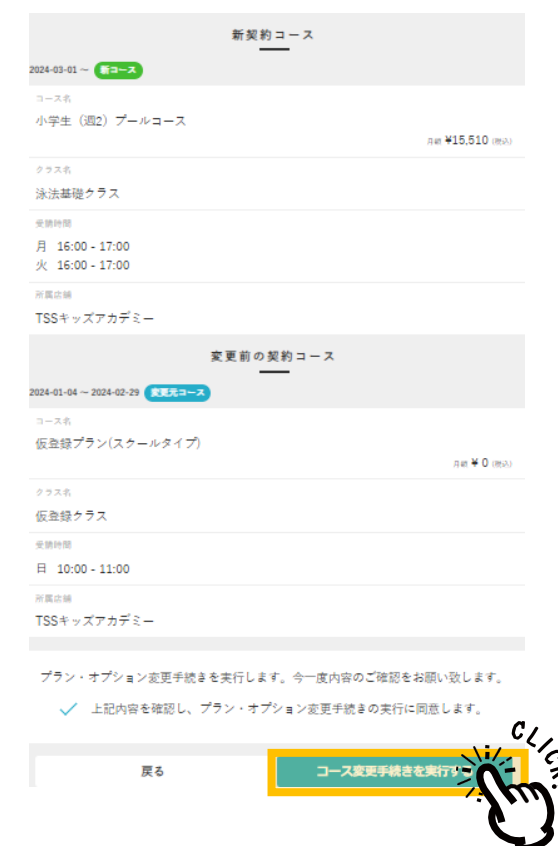 新契約コース
2024-03-01 ~ 新コース
コース名
小学生（週2）プールコース
月額 ¥15,510 (税込)
クラス名
泳法基礎クラス
受講時間
月 16:00 - 17:00
火 16:00 - 17:00
所属店舗
TSSキッズアカデミー
変更前の契約コース
2024-01-04 ~ 2024-02-29 変更元コース
コース名
仮登録プラン(スクールタイプ)
月額 ¥ 0 (税込)
クラス名
仮登録クラス
受講時間
日 10:00 - 11:00
所属店舗
TSSキッズアカデミー
プラン・オプション変更手続きを実行します。今一度内容のご確認をお願い致します。
上記内容を確認し、プラン・オプション変更手続きの実行に同意します。
CLICK!
戻る
コース変更手続きを実行する